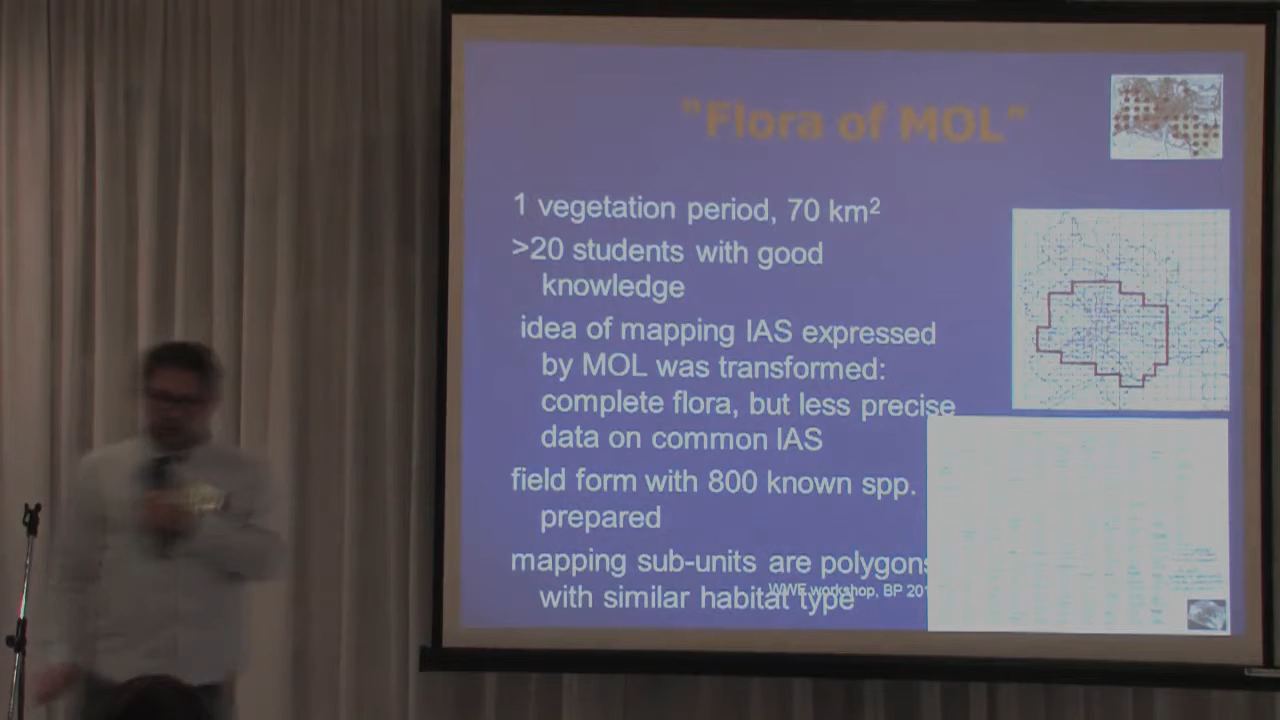 "Flora of MOL"
1 vegetation period, 70 km²
>20 students with good
knowledge
idea of mapping IAS expressed
by MOL was transformed:
complete flora, but less precise
data on common IAS
field form with 800 known spp.
prepared
mapping sub-units are polygons
with similar habitat type
WWF workshop, BP